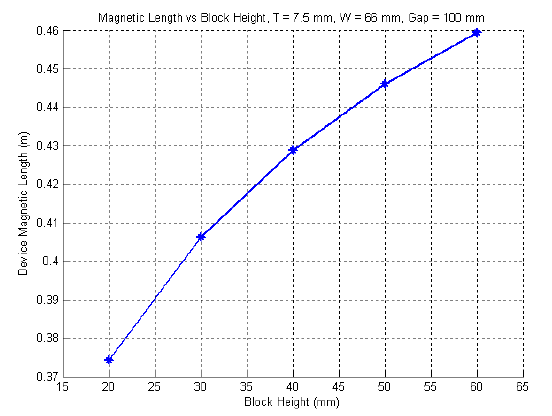 Magnetic Length vs Block Height, T = 7.5 mm, W = 66 mm, Gap = 100 mm
0.46
0.45
0.44
0.43
0.42
0.41
0.4
0.39
0.38
0.37
Device Magnetic Length (m)
15 20 25 30 35 40 45 50 55 60 65
Block Height (mm)